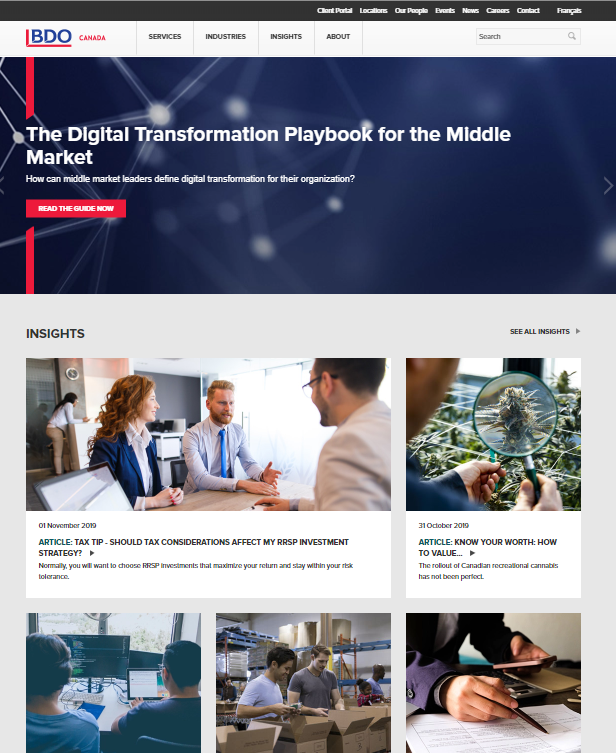 Client Portal Locations Our People Events News Careers Contact Français
BDO CANADA
SERVICES INDUSTRIES INSIGHTS ABOUT
Search
The Digital Transformation Playbook for the Middle
Market
How can middle market leaders define digital transformation for their organization?
READ THE GUIDE NOW
INSIGHTS
SEE ALL INSIGHTS
01 November 2019
ARTICLE: TAX TIP - SHOULD TAX CONSIDERATIONS AFFECT MY RRSP INVESTMENT
STRATEGY?
Normally, you will want to choose RRSP investments that maximize your return and stay within your risk
tolerance.
31 October 2019
ARTICLE: KNOW YOUR WORTH: HOW
TO VALUE...
The rollout of Canadian recreational cannabis
has not been perfect.